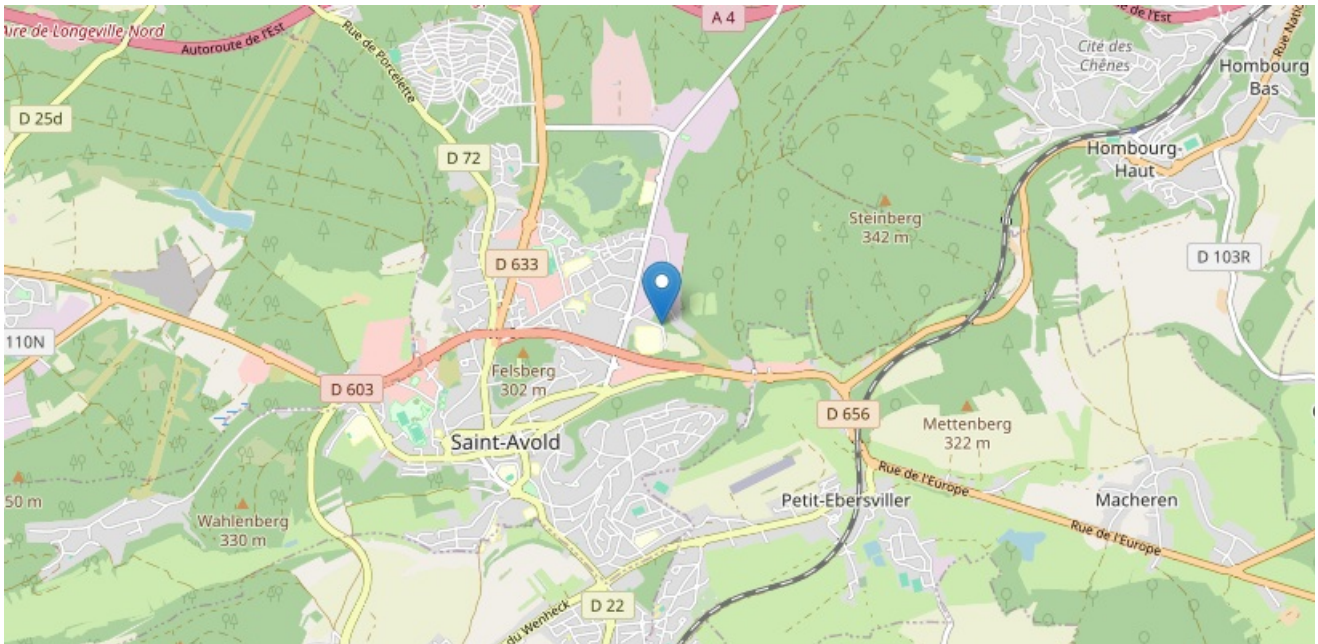 Aire de Longeville Nord
Autoroute de l'Est
Rue de Porcelette
A 4
de l'Est
Rue
Cité des
Chênes
Hombourg
Bas
D 25d
D 72
Hombourg-
Haut
Steinberg
342 m
D 633
D 103R
110N
Felsberg
302 m
D 603
D 656
Mettenberg
322 m
Saint-Avold
50 m
Wahlenberg
330 m
Petit-Ebersviller
Rue de l'Europe
Macheren
Rue de l'Europe
D 22
du Wenheck